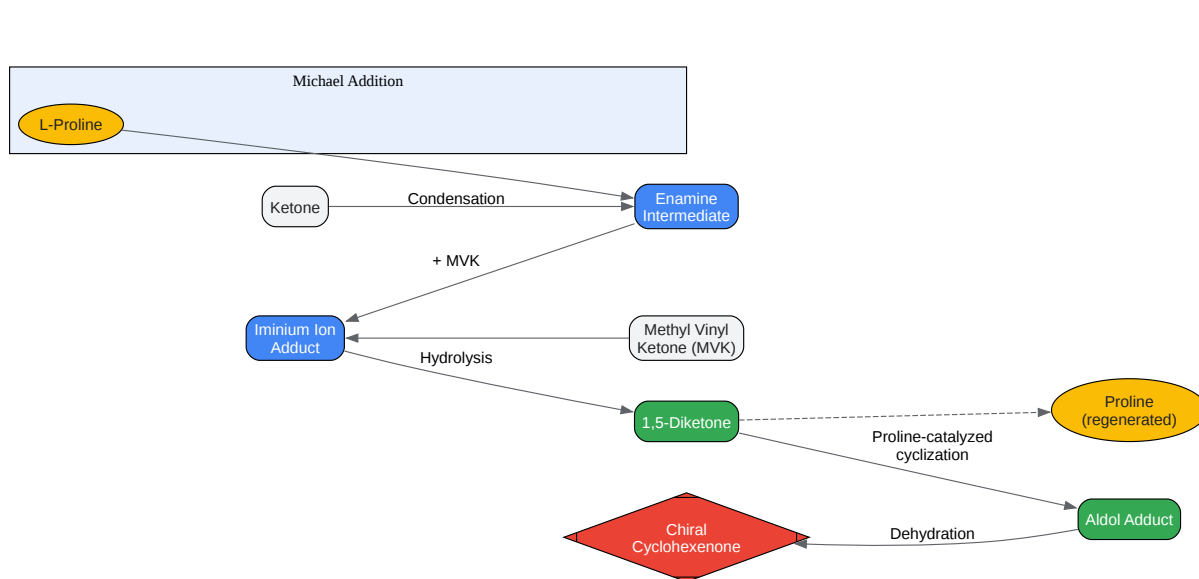 Michael Addition
L-Proline
Ketone
Condensation
Enamine
Intermediate
+ MVK
Iminium Ion
Adduct
Methyl Vinyl
Ketone (MVK)
Hydrolysis
1,5-Diketone
Proline
(regenerated)
Proline-catalyzed
cyclization
Aldol Adduct
Dehydration
Chiral
Cyclohexenone